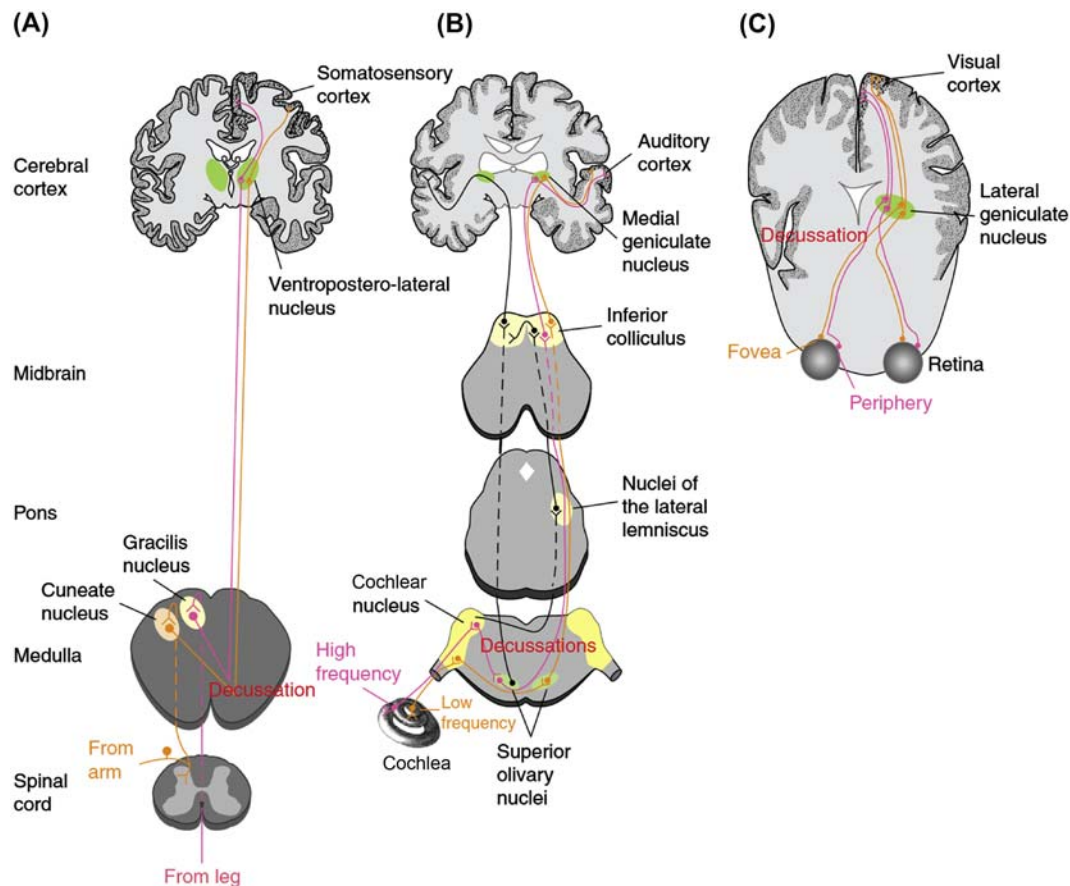 (A)
Somatosensory
cortex
Cerebral
cortex
Ventropostero-lateral
nucleus
Midbrain
Pons
Gracilis
nucleus
Cuneate
nucleus
Medulla
Decussation
From
arm
Spinal
cord
From leg
(B)
Auditory
cortex
Medial
geniculate
nucleus
Inferior
colliculus
Nuclei of
the lateral
lemniscus
Cochlear
nucleus
Decussations
High
frequency
Low
frequency
Cochlea
Superior
olivary
nuclei
(C)
Visual
cortex
Lateral
geniculate
nucleus
Decussation
Fovea
Retina
Periphery